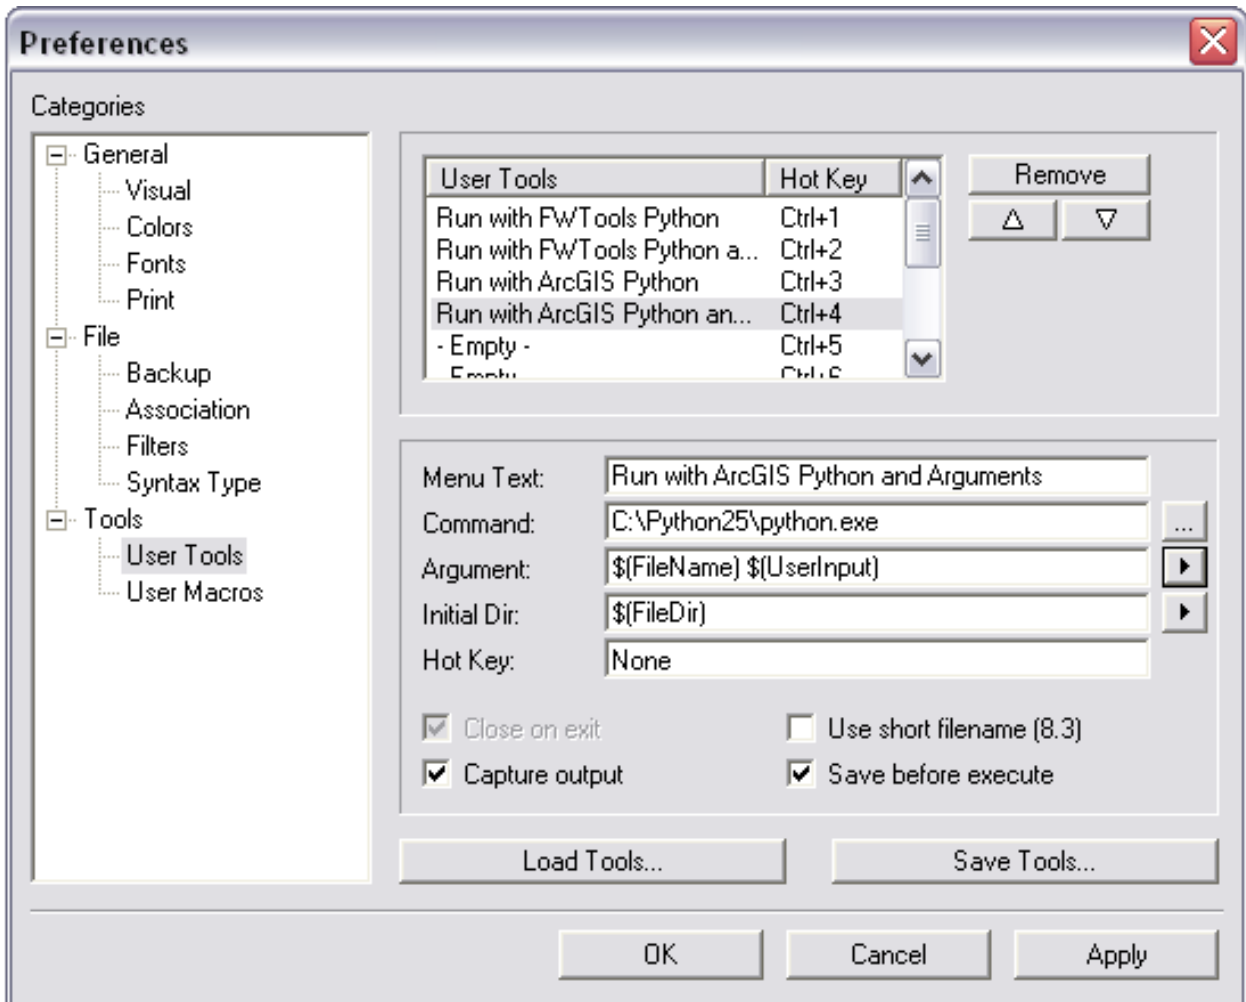 Preferences
Categories
General
Visual
Colors
Fonts
Print
File
Backup
Association
Filters
Syntax Type
Tools
User Tools
User Macros
User Tools Hot Key
Run with FWTools Python Ctrl+1
Run with FWTools Python a... Ctrl+2
Run with ArcGIS Python Ctrl+3
Run with ArcGIS Python an... Ctrl+4
- Empty - Ctrl+5
- Empty - Ctrl+6
Remove
Menu Text: Run with ArcGIS Python and Arguments
Command: C:\Python25\python.exe ...
Argument: $(FileName) $(UserInput)
Initial Dir: $(FileDir)
Hot Key: None
Close on exit Use short filename (8.3)
Capture output Save before execute
Load Tools... Save Tools...
OK Cancel Apply